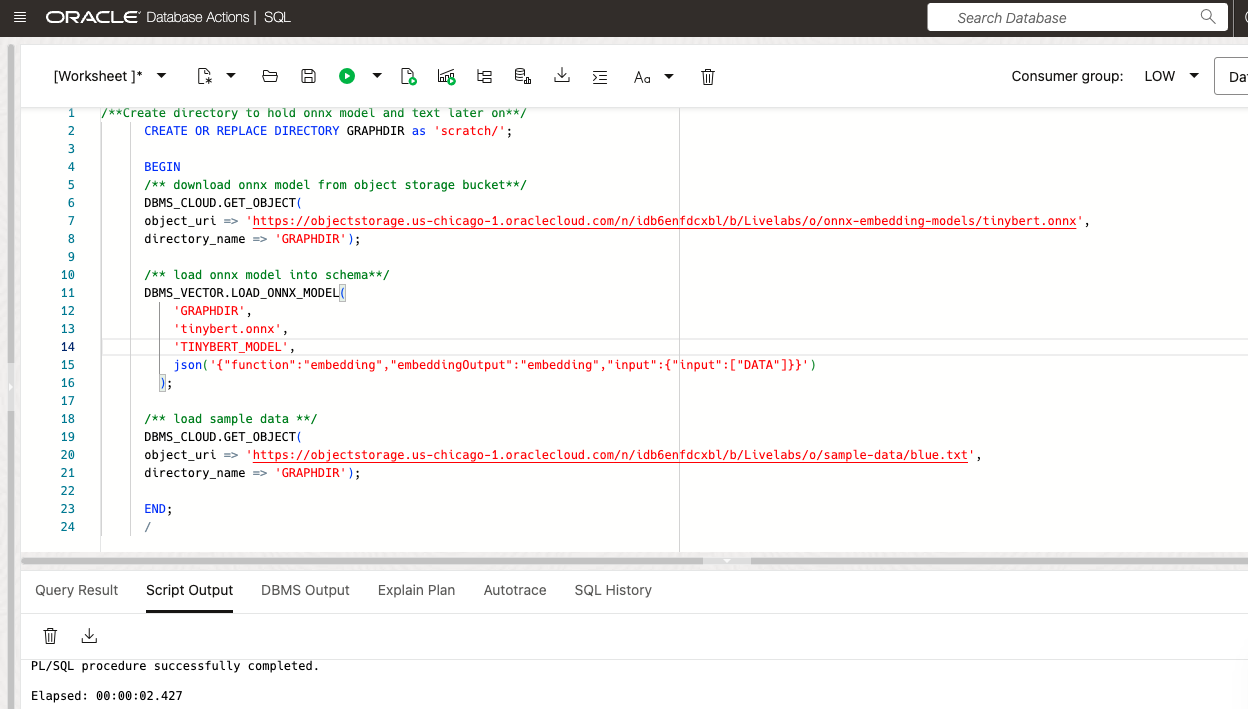 ORACLE Database Actions | SQL
Search Database
[Worksheet ]*
Aa
Consumer group: LOW
1 /**Create directory to hold onnx model and text later on**/
2 CREATE OR REPLACE DIRECTORY GRAPHDIR as 'scratch/';
3
4 BEGIN
5 /** download onnx model from object storage bucket**/
6 DBMS_CLOUD.GET_OBJECT(
7 object_uri => 'https://objectstorage.us-chicago-1.oraclecloud.com/n/idb6enfdcxbl/b/Livelabs/o/onnx-embedding-models/tinybert.onnx',
8 directory_name => 'GRAPHDIR');
9
10 /** load onnx model into schema**/
11 DBMS_VECTOR.LOAD_ONNX_MODEL(
12 'GRAPHDIR',
13 'tinybert.onnx',
14 'TINYBERT_MODEL',
15 json('{"function":"embedding","embeddingOutput":"embedding","input":{"input":["DATA"]}}')
16 );
17
18 /** load sample data **/
19 DBMS_CLOUD.GET_OBJECT(
20 object_uri => 'https://objectstorage.us-chicago-1.oraclecloud.com/n/idb6enfdcxbl/b/Livelabs/o/sample-data/blue.txt',
21 directory_name => 'GRAPHDIR');
22
23 END;
24 /
Query Result Script Output DBMS Output Explain Plan Autotrace SQL History
PL/SQL procedure successfully completed.
Elapsed: 00:00:02.427